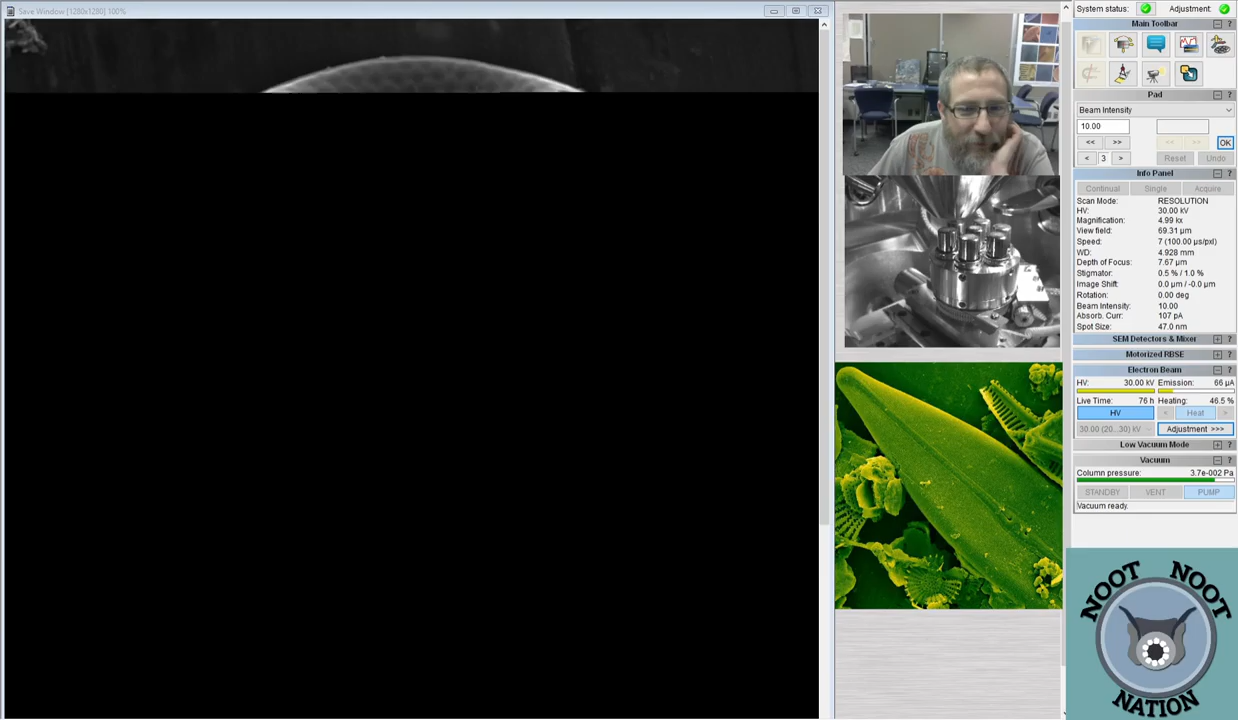 Save Window [1280x1280] 100%
System status:
Adjustment:
Main Toolbar
?
Pad
?
Beam Intensity
10.00
<< >>
<< >>
OK
< 3 >
Reset
Undo
Info Panel
?
Continual
Single
Acquire
Scan Mode: RESOLUTION
HV: 30.00 kV
Magnification: 4.99 kx
View field: 69.31 µm
Speed: 7 (100.00 µs/pxl)
WD: 4.928 mm
Depth of Focus: 7.67 µm
Stigmator: 0.5 % / 1.0 %
Image Shift: 0.0 µm / -0.0 µm
Rotation: 0.00 deg
Beam Intensity: 10.00
Absorb. Curr: 107 pA
Spot Size: 47.0 nm
SEM Detectors & Mixer
?
Motorized RBSE
?
Electron Beam
?
HV: 30.00 kV Emission: 66 µA
Live Time: 76 h Heating: 46.5 %
HV
<
Heat
>
30.00 (20...30) kV
Adjustment >>>
Low Vacuum Mode
?
Vacuum
?
Column pressure: 3.7e-002 Pa
STANDBY
VENT
PUMP
Vacuum ready.
NOOT NOOT
NATION